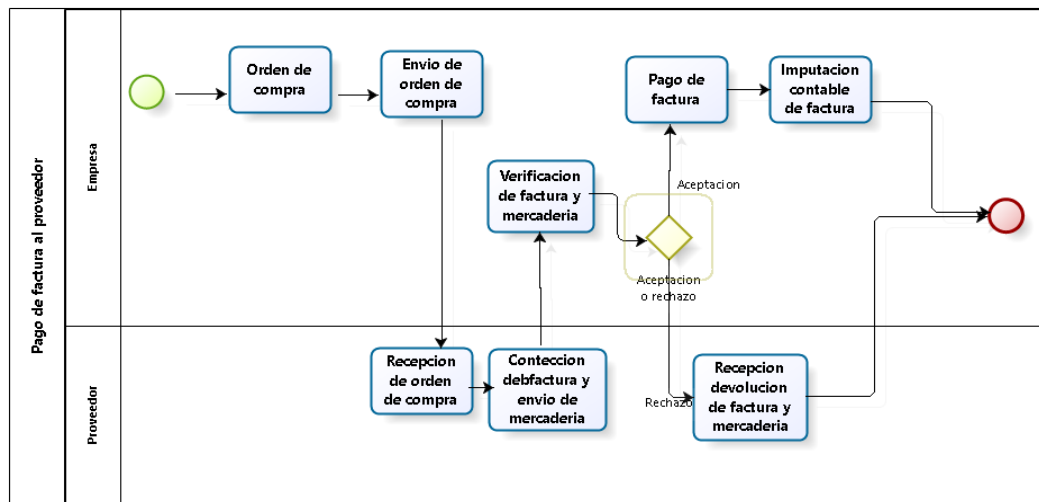 Pago de factura al proveedor
Empresa
Orden de
compra
Envio de
orden de
compra
Verificacion
de factura y
mercaderia
Pago de
factura
Imputacion
contable
de factura
Aceptacion
Aceptacion
o rechazo
Proveedor
Recepcion
de orden
de compra
Conteccion
debfactura y
envio de
mercaderia
Rechazo
Recepcion
devolucion
de factura y
mercaderia